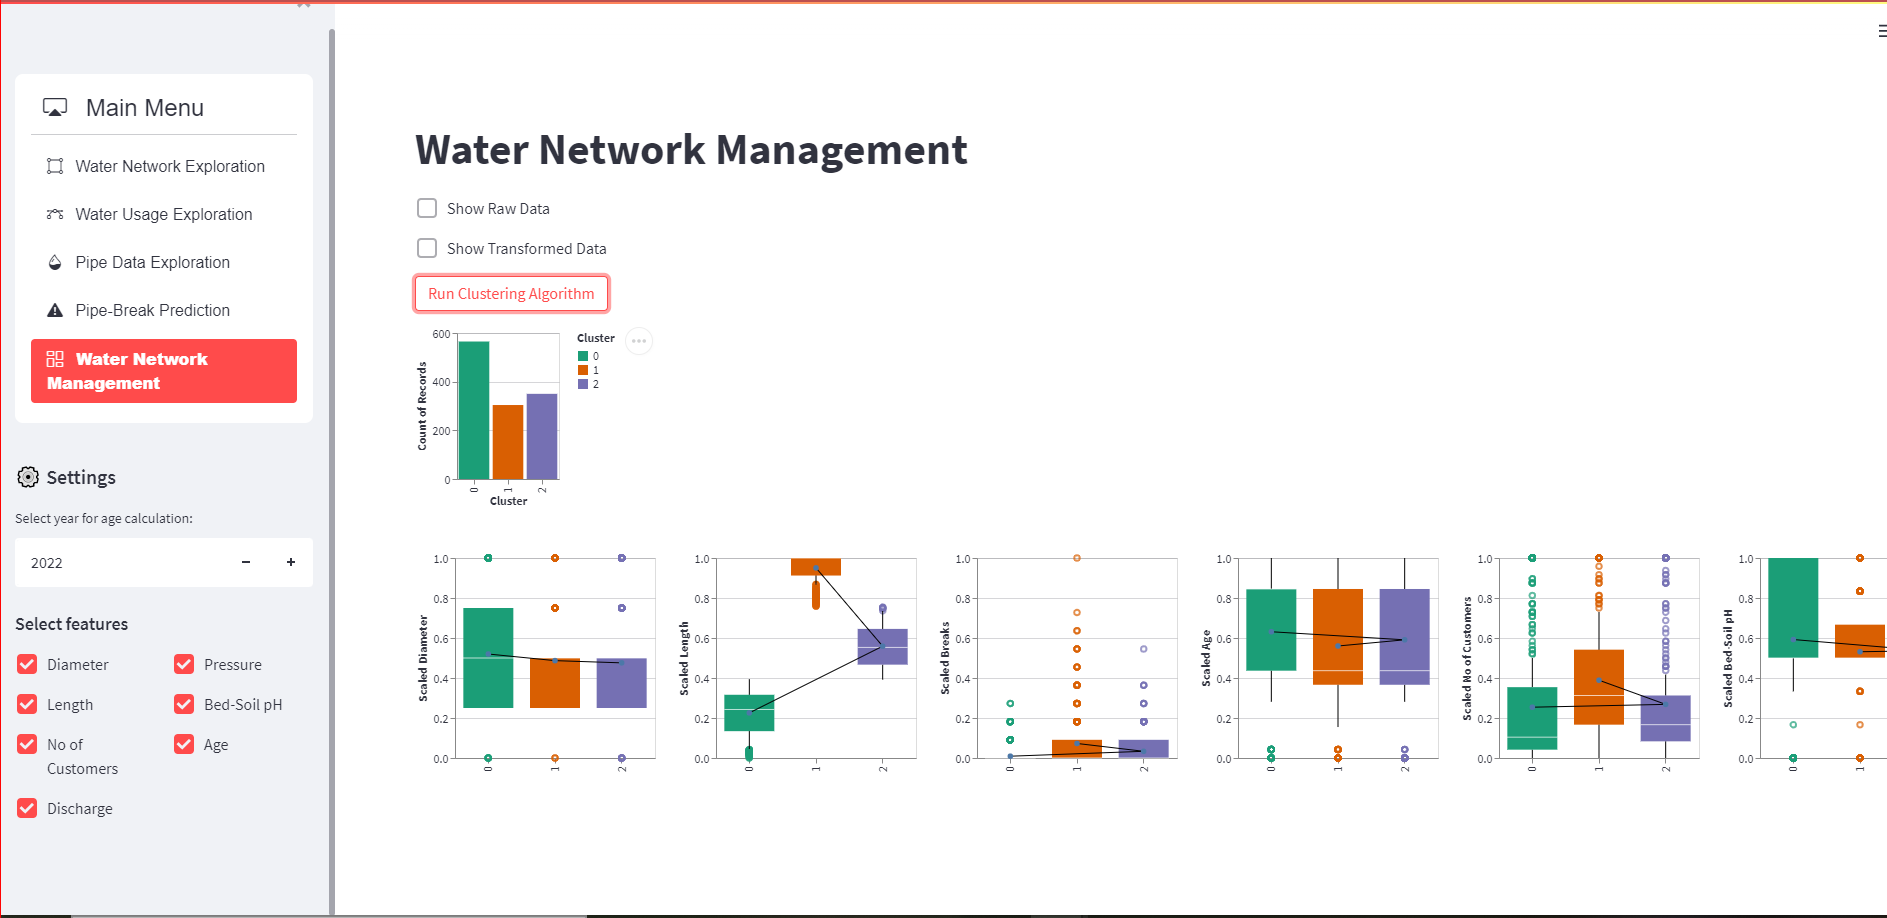 Main Menu
Water Network Exploration
Water Usage Exploration
Pipe Data Exploration
Pipe-Break Prediction
Water Network
Management
Settings
Select year for age calculation:
2022
Select features
Diameter
Pressure
Length
Bed-Soil pH
No of
Customers
Age
Discharge
Water Network Management
Show Raw Data
Show Transformed Data
Run Clustering Algorithm
Count of Records
600
400
200
0
0 1 2
Cluster
Cluster
0
1
2
Scaled Diameter
1.0
0.8
0.6
0.4
0.2
0.0
0 1 2
Scaled Length
1.0
0.8
0.6
0.4
0.2
0.0
0 1 2
Scaled Breaks
1.0
0.8
0.6
0.4
0.2
0.0
0 1 2
Scaled Age
1.0
0.8
0.6
0.4
0.2
0.0
0 1 2
Scaled No of Customers
1.0
0.8
0.6
0.4
0.2
0.0
0 1 2
Scaled Bed-Soil pH
1.0
0.8
0.6
0.4
0.2
0.0
0 1